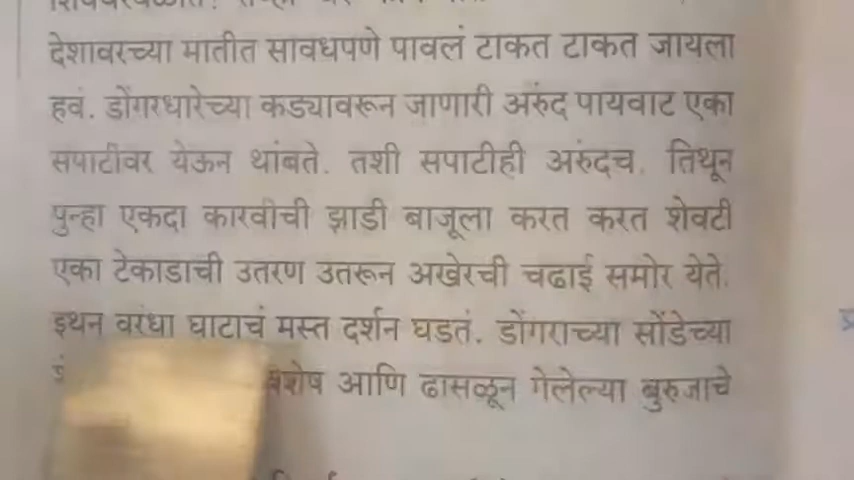 देशावरच्या मातीत सावधपणे पावलं टाकत टाकत जायला
हवं. डोंगरधारेच्या कड्यावरून जाणारी अरुंद पायवाट एका
सपाटीवर येऊन थांबते. तशी सपाटीही अरुंदच. तिथून
पुन्हा एकदा कारवीची झाडी बाजूला करत करत शेवटी
एका टेकाडाची उतरण उतरून अखेरची चढाई समोर येते.
इथन वरंधा घाटाचं मस्त दर्शन घडतं. डोंगराच्या सोंडेच्या
आणि ढासळून गेलेल्या बुरुजाचे